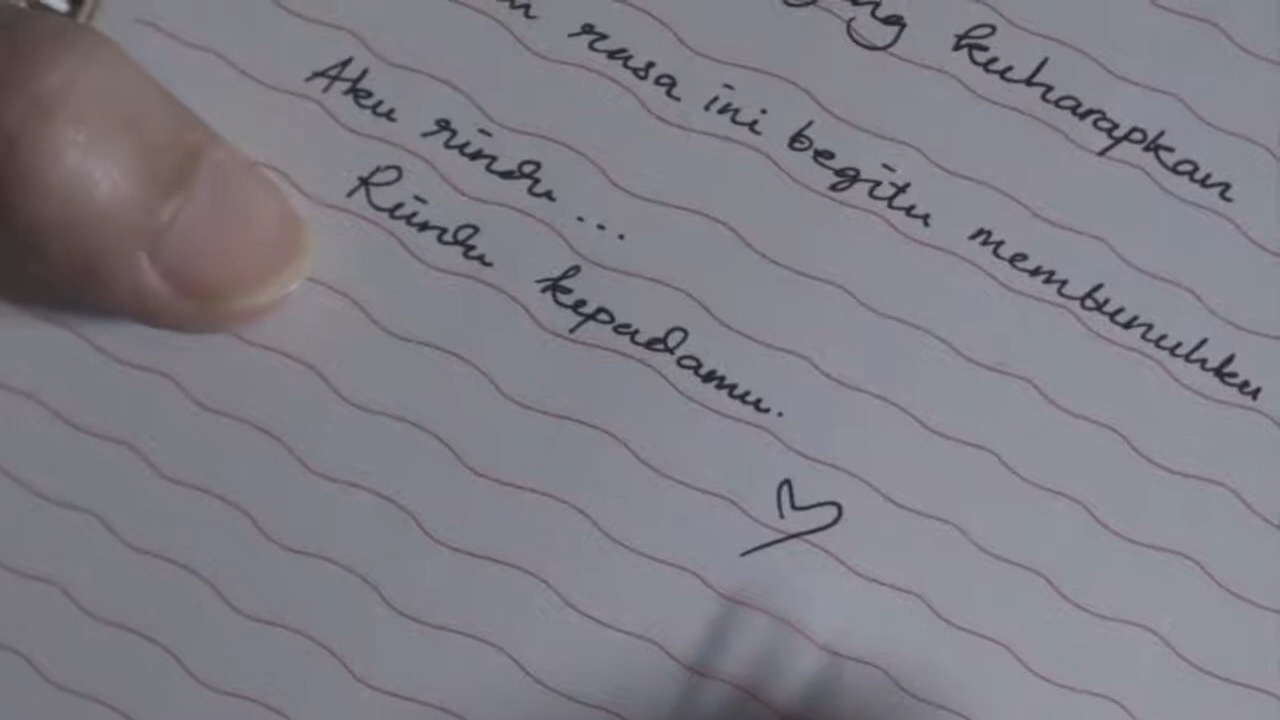 kuharapkan
rasa ini begitu membunuhku
Aku rindu...
Rindu kepadamu.